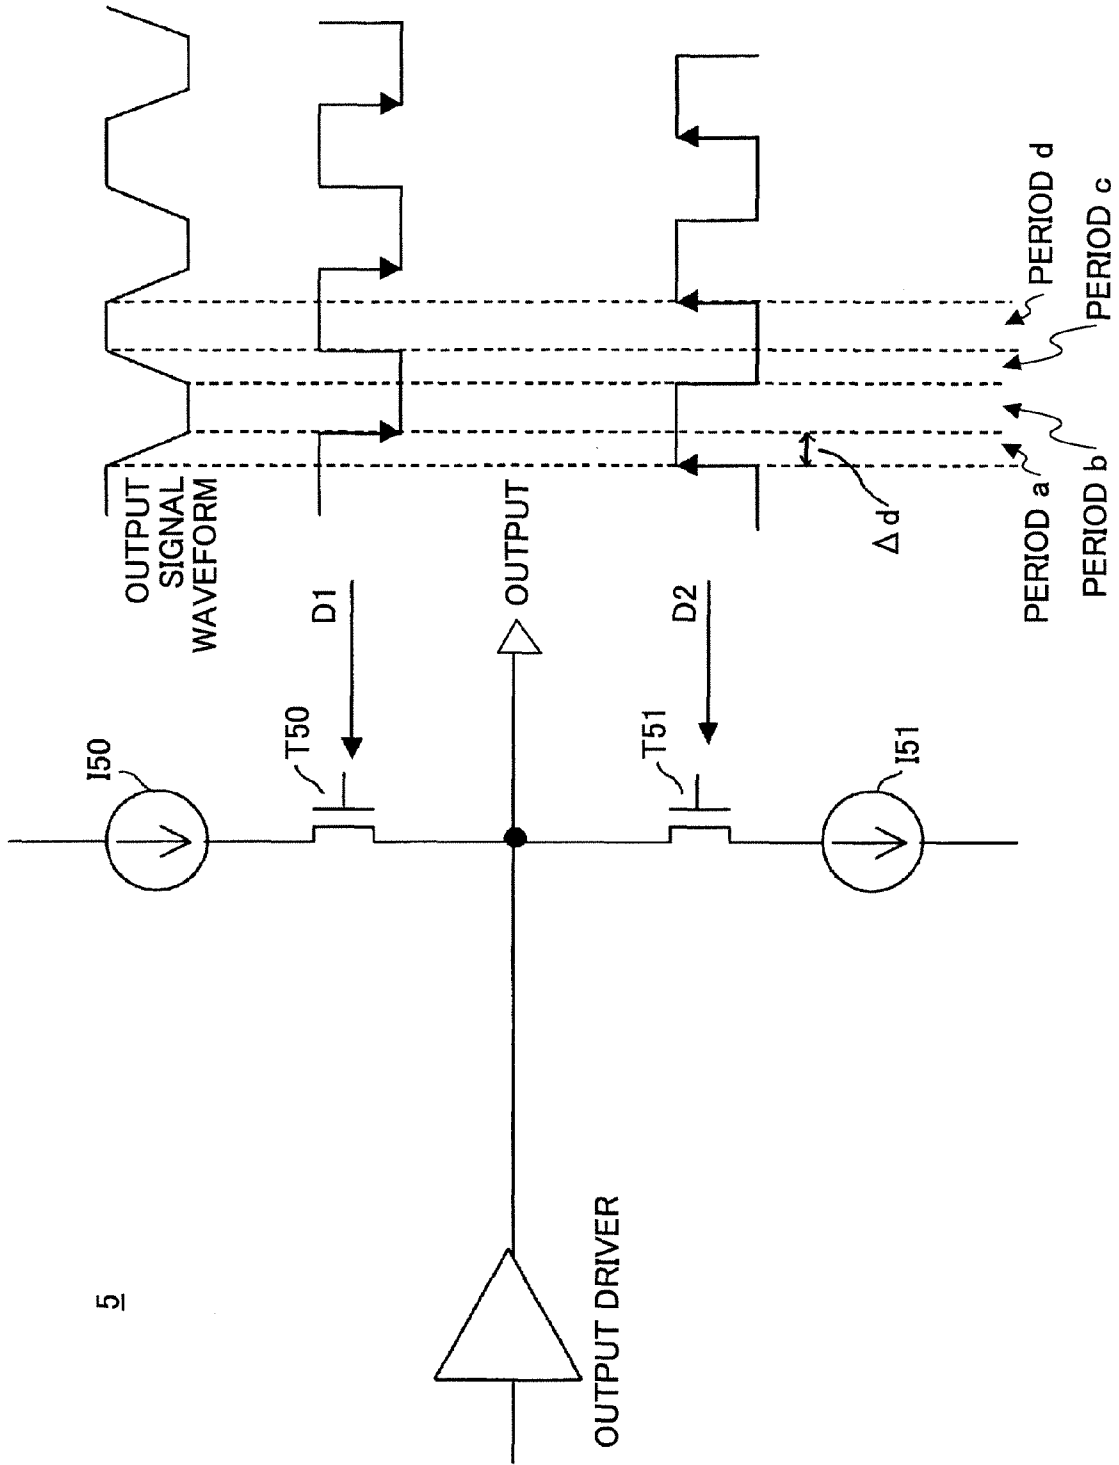 5
OUTPUT DRIVER
I50
T50
D1
OUTPUT
SIGNAL
WAVEFORM
OUTPUT
T51
D2
I51
Δd
PERIOD a
PERIOD b
PERIOD c
PERIOD d